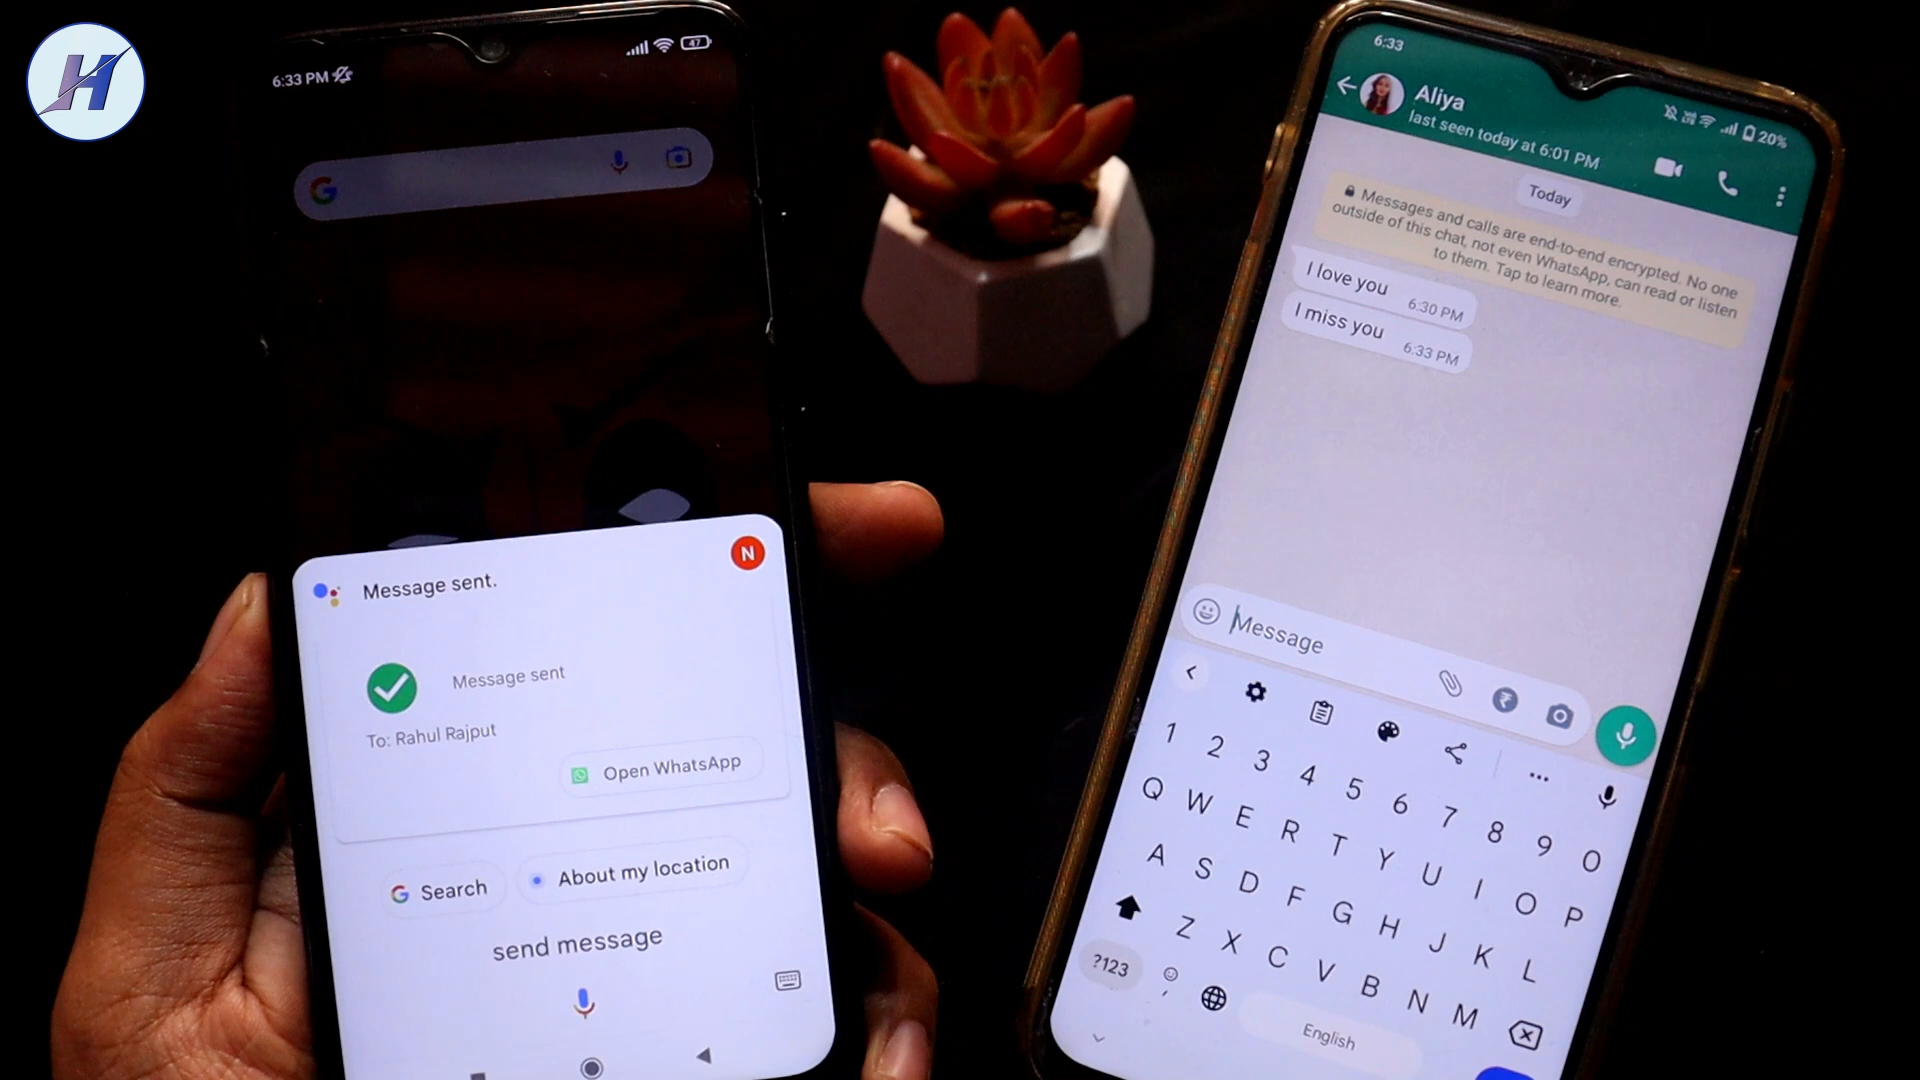 H
6:33 PM
47
G
N
Message sent.
Message sent
To: Rahul Rajput
Open WhatsApp
G Search
About my location
send message
6:33
20%
Aliya
last seen today at 6:01 PM
Today
Messages and calls are end-to-end encrypted. No one
outside of this chat, not even WhatsApp, can read or listen
to them. Tap to learn more.
I love you 6:30 PM
I miss you 6:33 PM
Message
₹
1 2 3 4 5 6 7 8 9 0
Q W E R T Y U I O P
A S D F G H J K L
Z X C V B N M
?123 , English